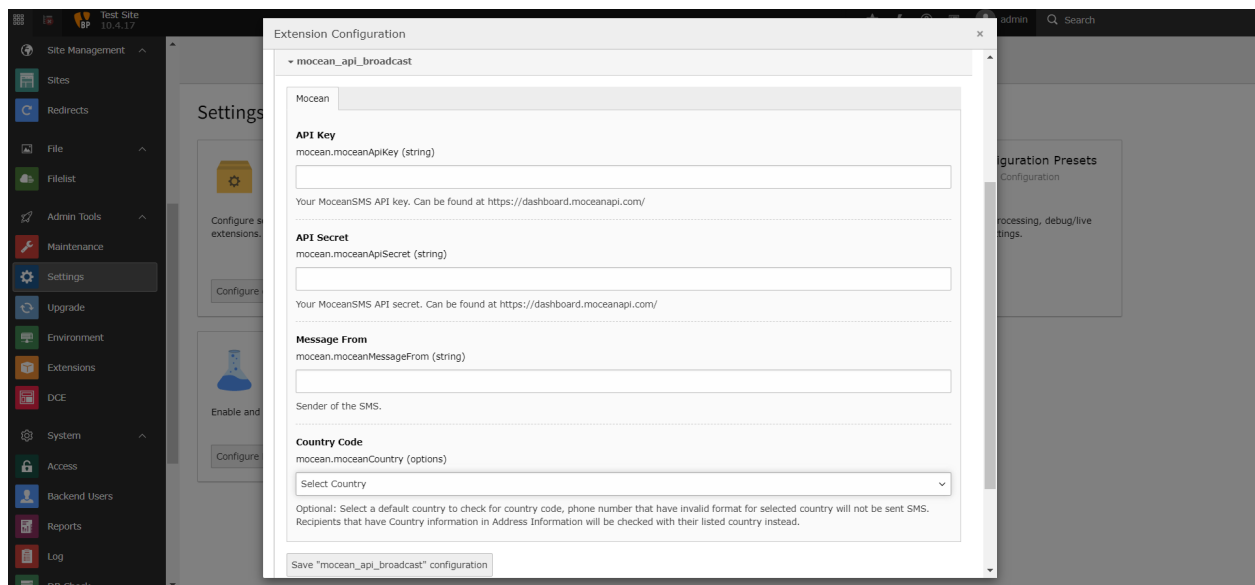 Test Site
10.4.17
admin
Search
Site Management
Sites
Redirects
File
Filelist
Admin Tools
Maintenance
Settings
Upgrade
Environment
Extensions
DCE
System
Access
Backend Users
Reports
Log
DB Check
Settings
Configure
extensions.
Configure
Enable and
Configure
iguration Presets
Configuration
rocessing, debug/live
Extension Configuration
×
mocean_api_broadcast
Mocean
API Key
mocean.moceanApiKey (string)
Your MoceanSMS API key. Can be found at https://dashboard.moceanapi.com/
API Secret
mocean.moceanApiSecret (string)
Your MoceanSMS API secret. Can be found at https://dashboard.moceanapi.com/
Message From
mocean.moceanMessageFrom (string)
Sender of the SMS.
Country Code
mocean.moceanCountry (options)
Select Country
Optional: Select a default country to check for country code, phone number that have invalid format for selected country will not be sent SMS.
Recipients that have Country information in Address Information will be checked with their listed country instead.
Save "mocean_api_broadcast" configuration